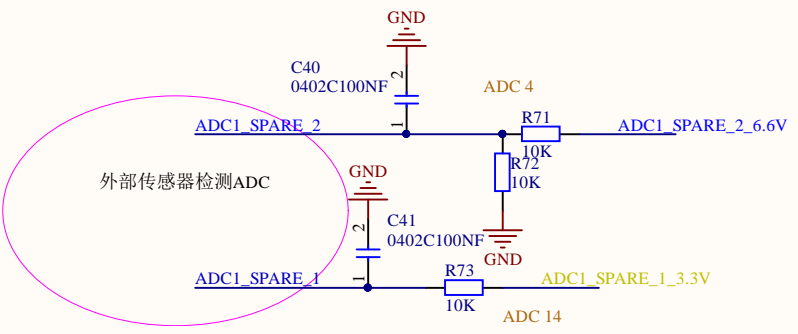 GND
C40
2
0402C100NF
ADC 4
R71
1
ADC1_SPARE_2
ADC1_SPARE_2_6.6V
10K
R72
10K
外部传感器检测ADC
GND
C41
2
0402C100NF
GND
1
R73
ADC1_SPARE_1
ADC1_SPARE_1_3.3V
10K
ADC 14